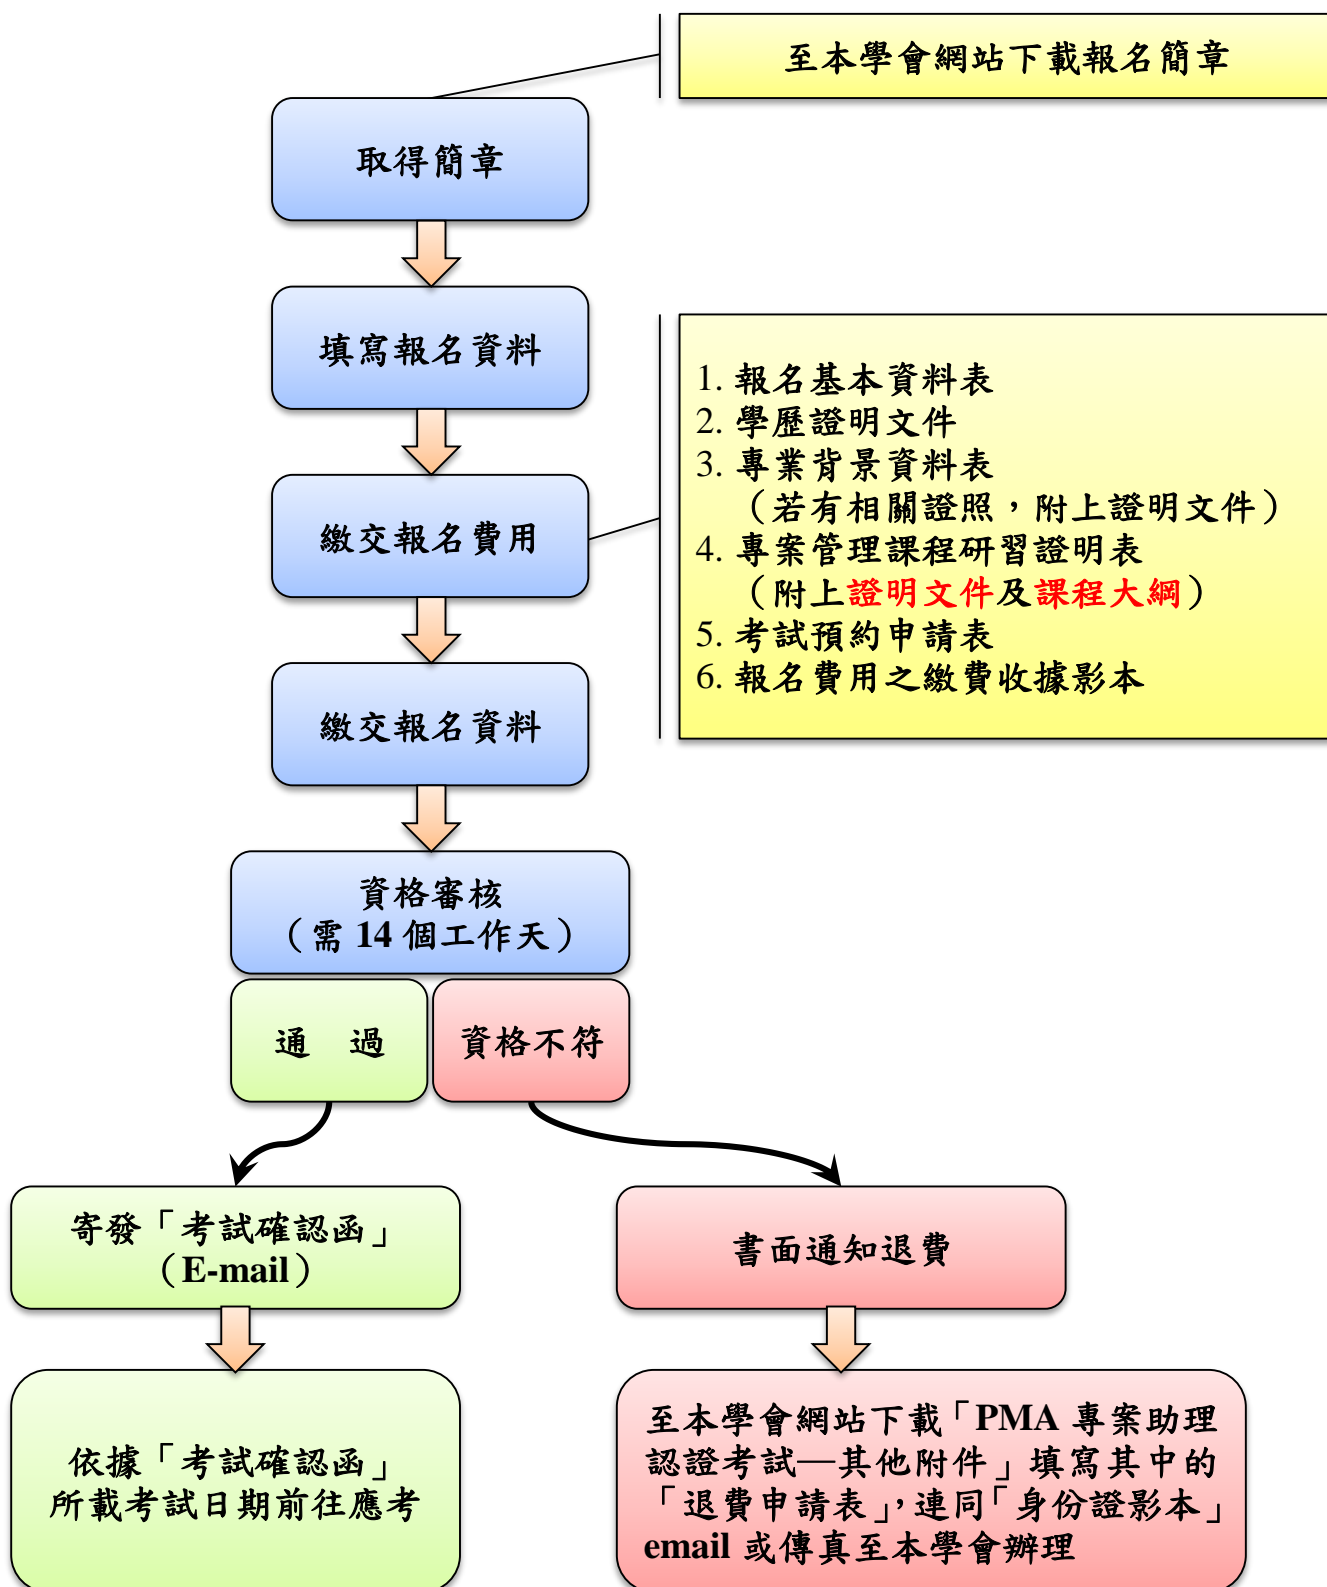 至本學會網站下載報名簡章
取得簡章
填寫報名資料
1. 報名基本資料表
2. 學歷證明文件
3. 專業背景資料表
（若有相關證照，附上證明文件）
4. 專案管理課程研習證明表
（附上證明文件及課程大綱）
5. 考試預約申請表
6. 報名費用之繳費收據影本
繳交報名費用
繳交報名資料
資格審核
（需 14 個工作天）
通　過
資格不符
寄發「考試確認函」
（E-mail）
書面通知退費
依據「考試確認函」
所載考試日期前往應考
至本學會網站下載「PMA 專案助理
認證考試—其他附件」填寫其中的
「退費申請表」，連同「身份證影本」
email 或傳真至本學會辦理